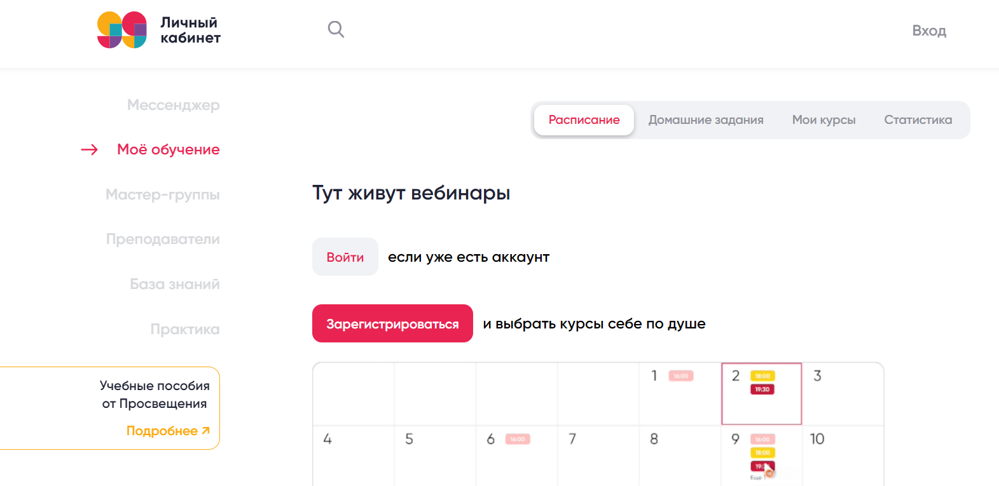 Личный
кабинет
Вход
Мессенджер
Моё обучение
Мастер-группы
Преподаватели
База знаний
Практика
Учебные пособия
от Просвещения
Подробнее
Расписание Домашние задания Мои курсы Статистика
Тут живут вебинары
Войти если уже есть аккаунт
Зарегистрироваться и выбрать курсы себе по душе
1 16:00 2 18:00 3
19:30
4 5 6 16:00 7 8 9 16:00 10
18:00
Еще